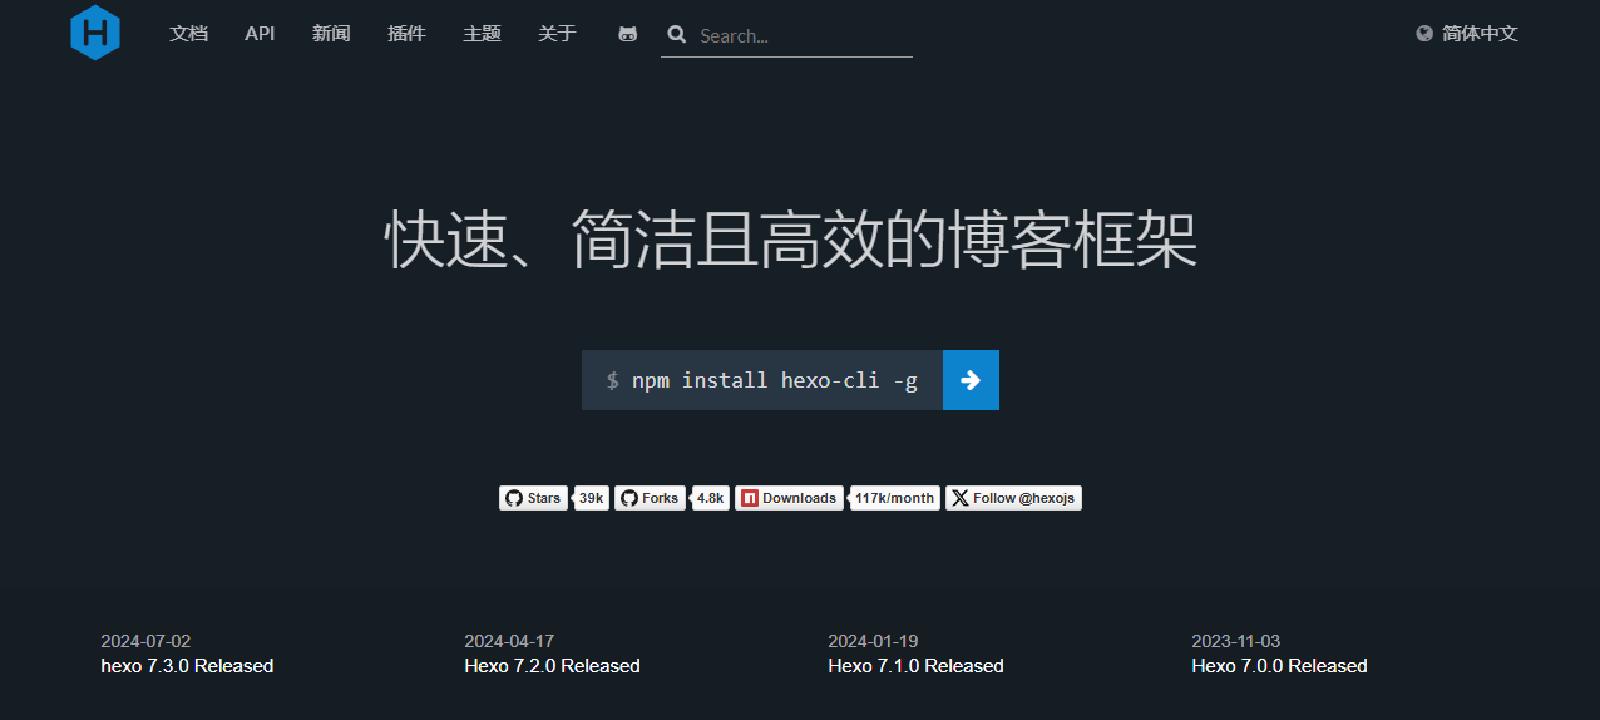 H 文档 API 新闻 插件 主题 关于 Search... 简体中文
快速、简洁且高效的博客框架
$ npm install hexo-cli -g
Stars 39k Forks 4.8k n Downloads 117k/month X Follow @hexojs
2024-07-02 2024-04-17 2024-01-19 2023-11-03
hexo 7.3.0 Released Hexo 7.2.0 Released Hexo 7.1.0 Released Hexo 7.0.0 Released